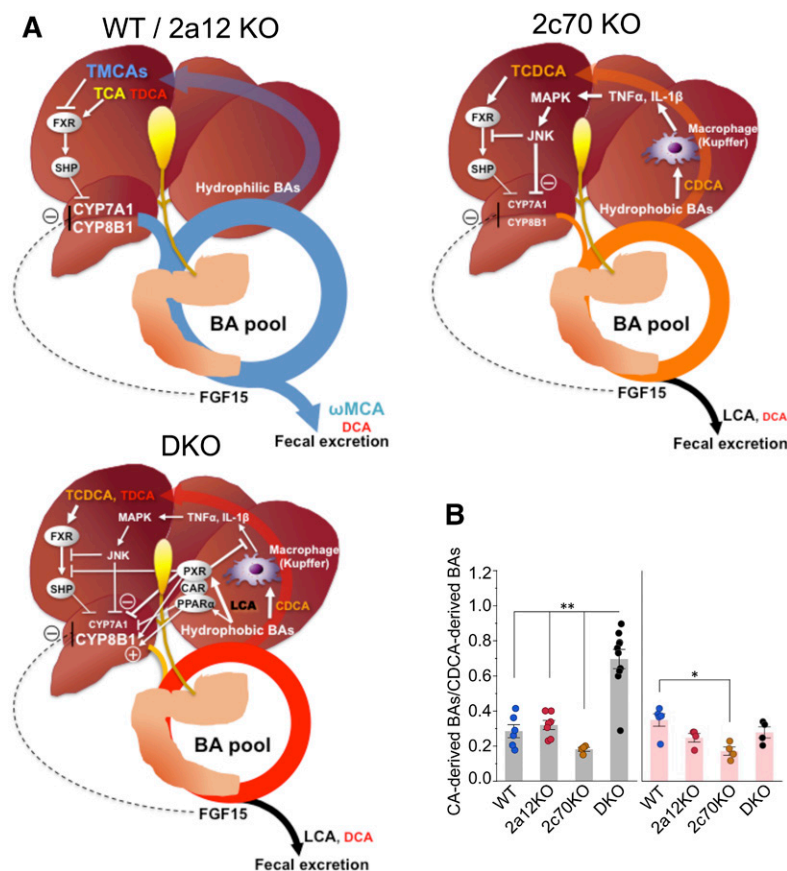 A
WT / 2a12 KO
TMCAs
TCA TDCA
FXR
SHP
Hydrophilic BAs
⊖
CYP7A1
CYP8B1
BA pool
FGF15
ωMCA
DCA
Fecal excretion
2c70 KO
TCDCA
MAPK
TNFα, IL-1β
FXR
JNK
Macrophage
(Kupffer)
SHP
⊖
CDCA
CYP7A1
Hydrophobic BAs
⊖
CYP8B1
BA pool
FGF15
LCA, DCA
Fecal excretion
DKO
TCDCA, TDCA
MAPK
TNFα, IL-1β
FXR
JNK
Macrophage
(Kupffer)
PXR
SHP
CAR
LCA
CDCA
⊖
PPARα
CYP7A1
Hydrophobic BAs
⊖
CYP8B1
⊕
BA pool
FGF15
LCA, DCA
Fecal excretion
B
CA-derived BAs/CDCA-derived BAs
1.2
1.0
0.8
0.6
0.4
0.2
0.0
**
*
WT
2a12KO
2c70KO
DKO
WT
2a12KO
2c70KO
DKO